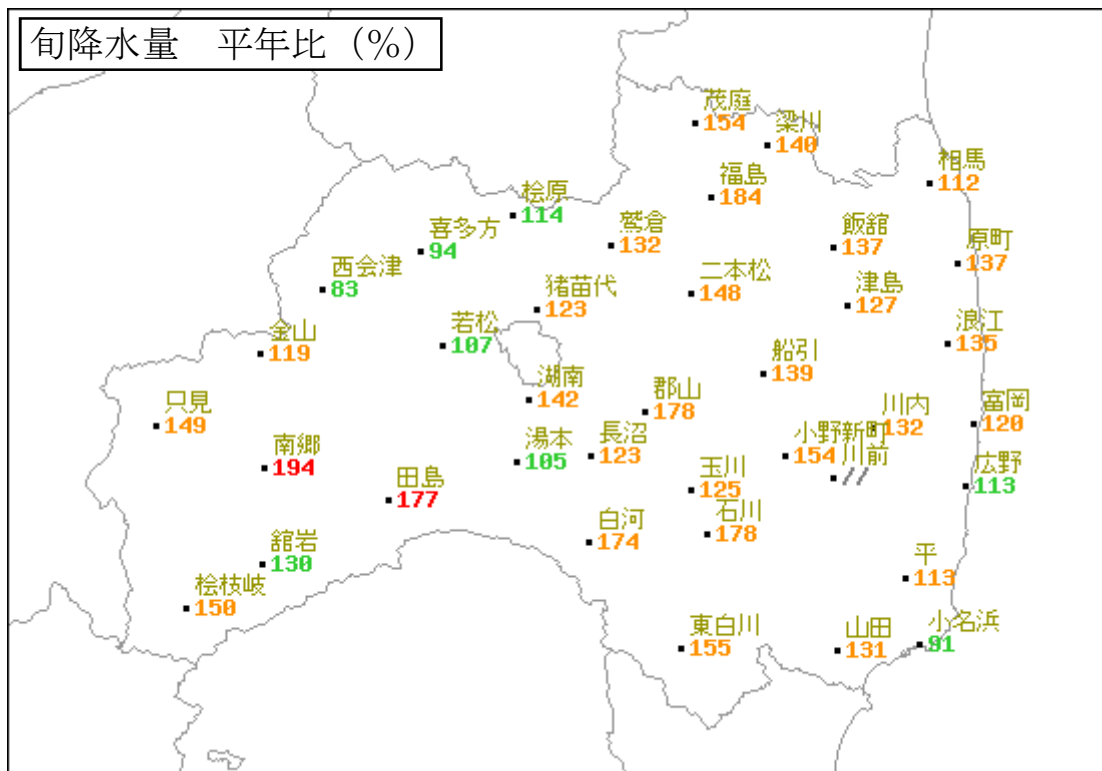 旬降水量　平年比（％）
茂庭
154
梁川
140
相馬
112
福島
184
桧原
114
鷲倉
132
飯舘
137
喜多方
94
原町
137
西会津
83
二本松
148
津島
127
猪苗代
123
金山
119
若松
107
浪江
135
船引
139
湖南
142
郡山
178
只見
149
川内
132
富岡
120
南郷
194
湯本
105
長沼
123
小野新町
154
川前
//
広野
113
田島
177
玉川
125
石川
178
白河
174
舘岩
130
平
113
桧枝岐
150
東白川
155
山田
131
小名浜
91